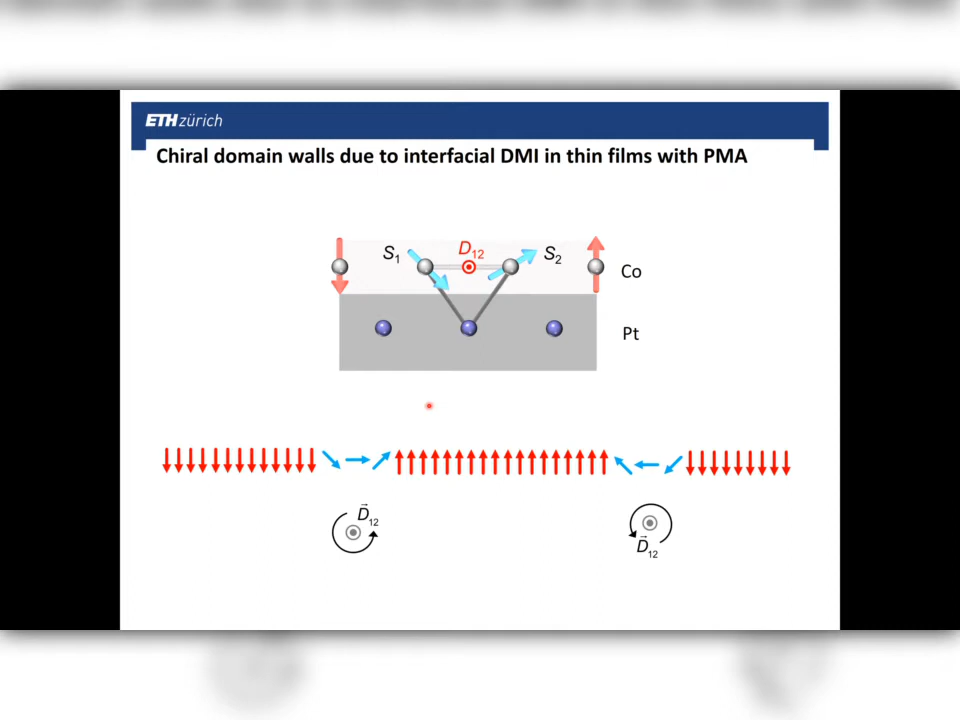 ETH zürich
Chiral domain walls due to interfacial DMI in thin films with PMA
S1 D12 S2
Co
Pt
D12
D12